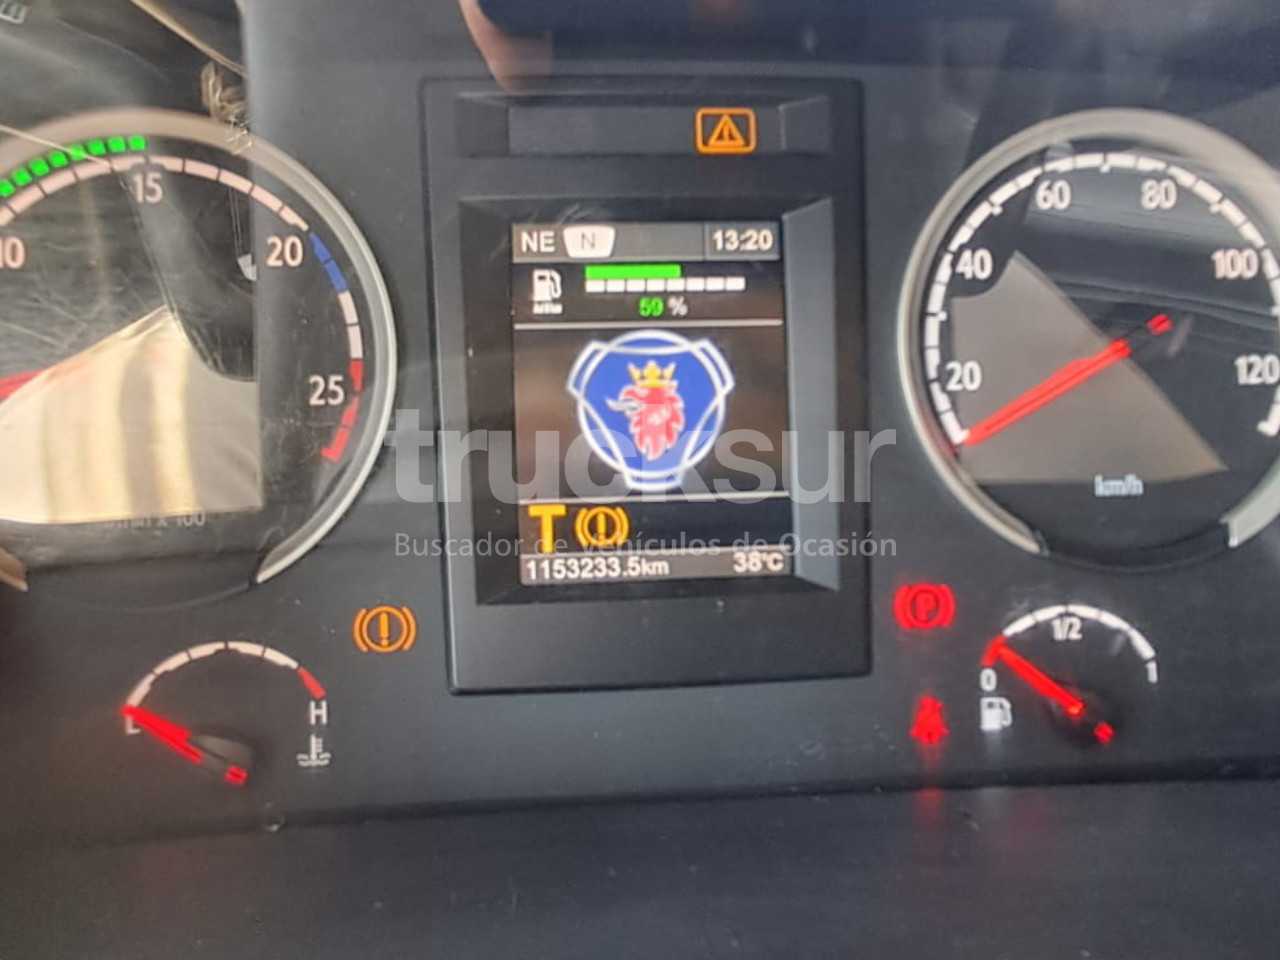 NE N 13:20
59 %
T
1153233.5km 38°C
10 15 20 25
20 40 60 80 100 120
km/h
L H
0 1/2 1
P
trucksur
Buscador de Vehículos de Ocasión